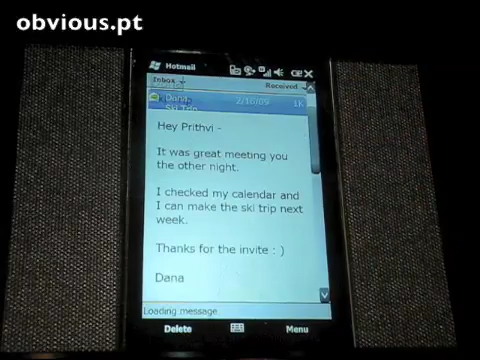 obvious.pt
Hotmail
Inbox
Received
Dana
2/10/09
1K
Ski Trip
Hey Prithvi -
It was great meeting you
the other night.
I checked my calendar and
I can make the ski trip next
week.
Thanks for the invite : )
Dana
Loading message
Delete
Menu